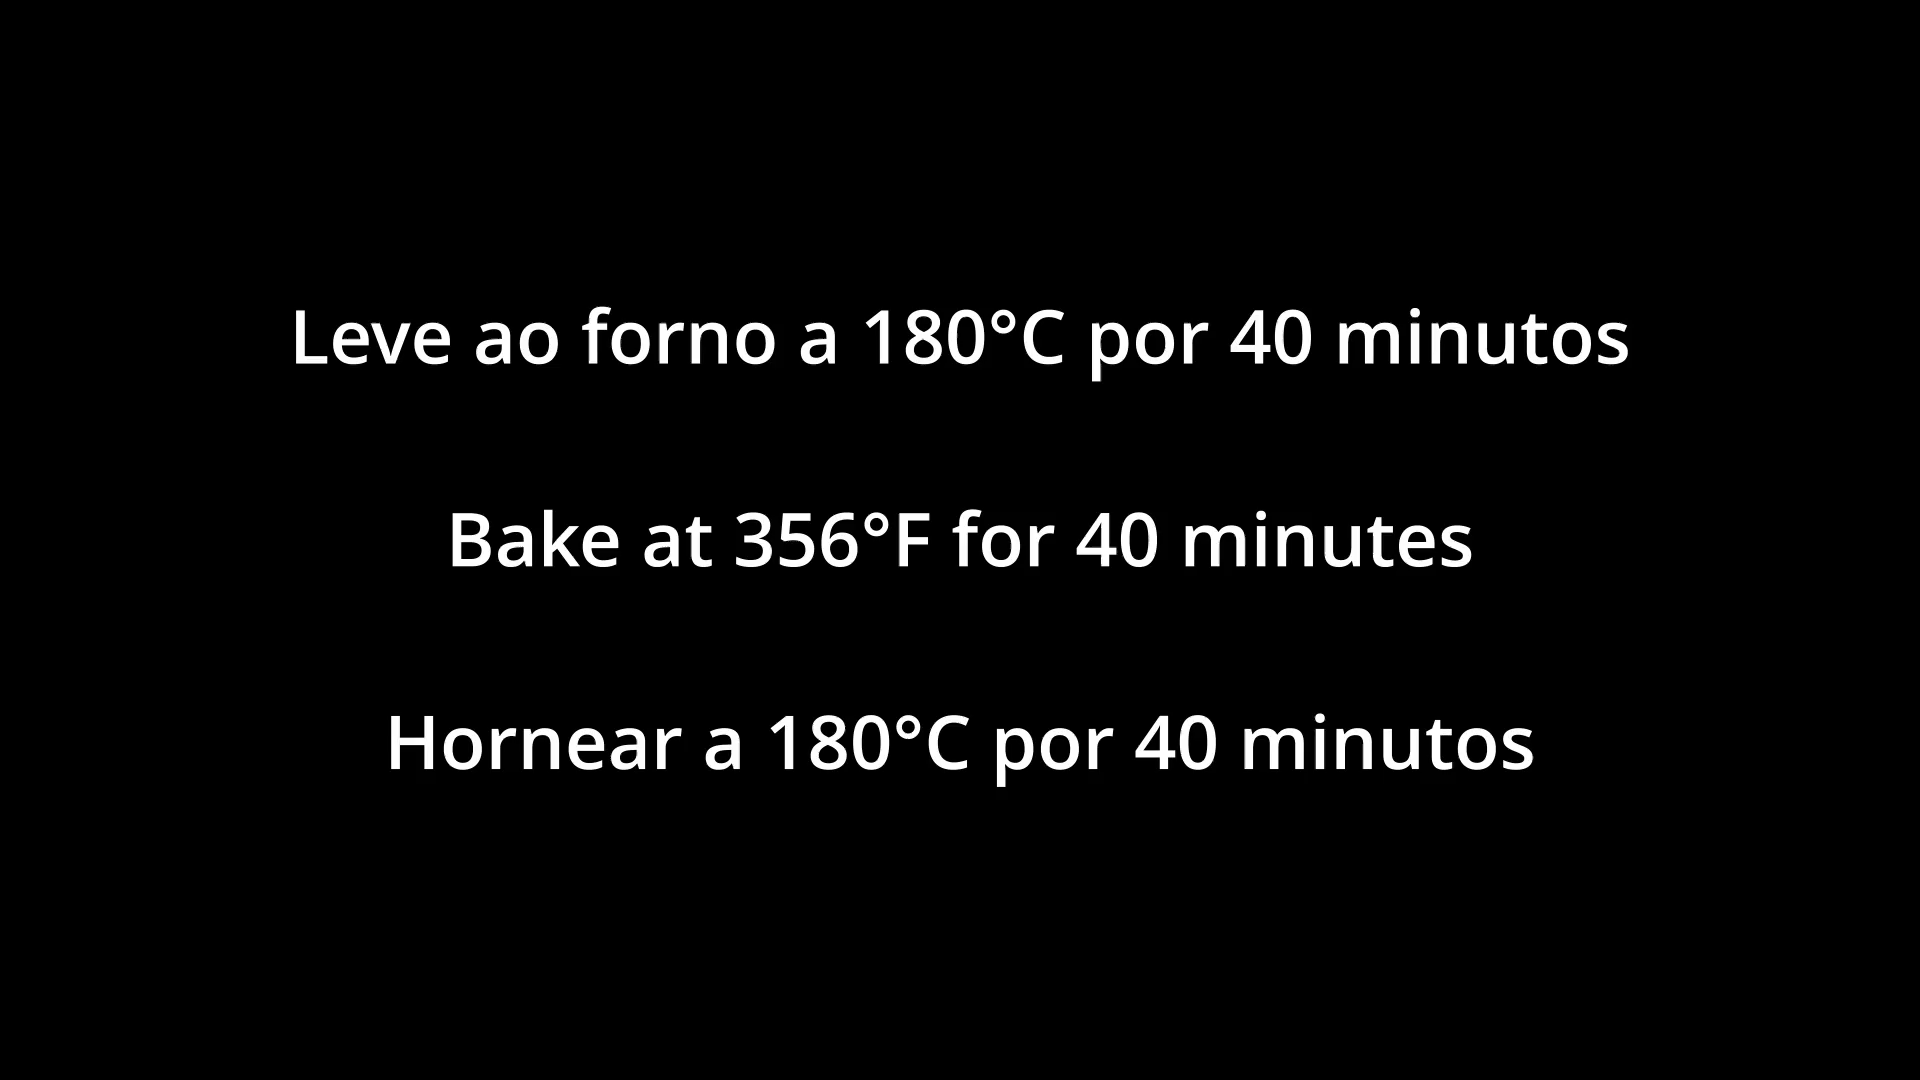 Leve ao forno a 180°C por 40 minutos
Bake at 356°F for 40 minutes
Hornear a 180°C por 40 minutos